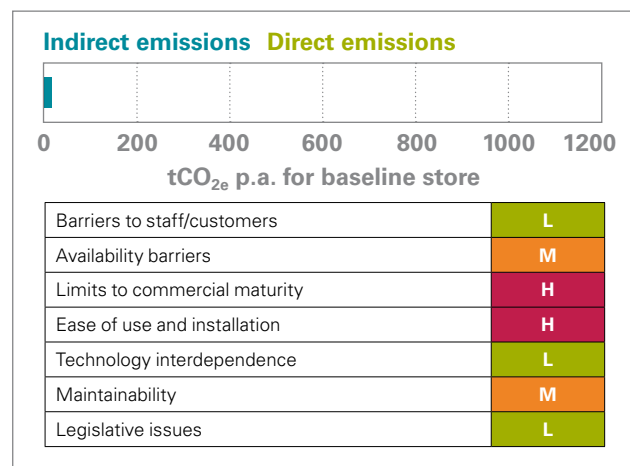 Indirect emissions Direct emissions
0 200 400 600 800 1000 1200
tCO2e p.a. for baseline store
Barriers to staff/customers L
Availability barriers M
Limits to commercial maturity H
Ease of use and installation H
Technology interdependence L
Maintainability M
Legislative issues L